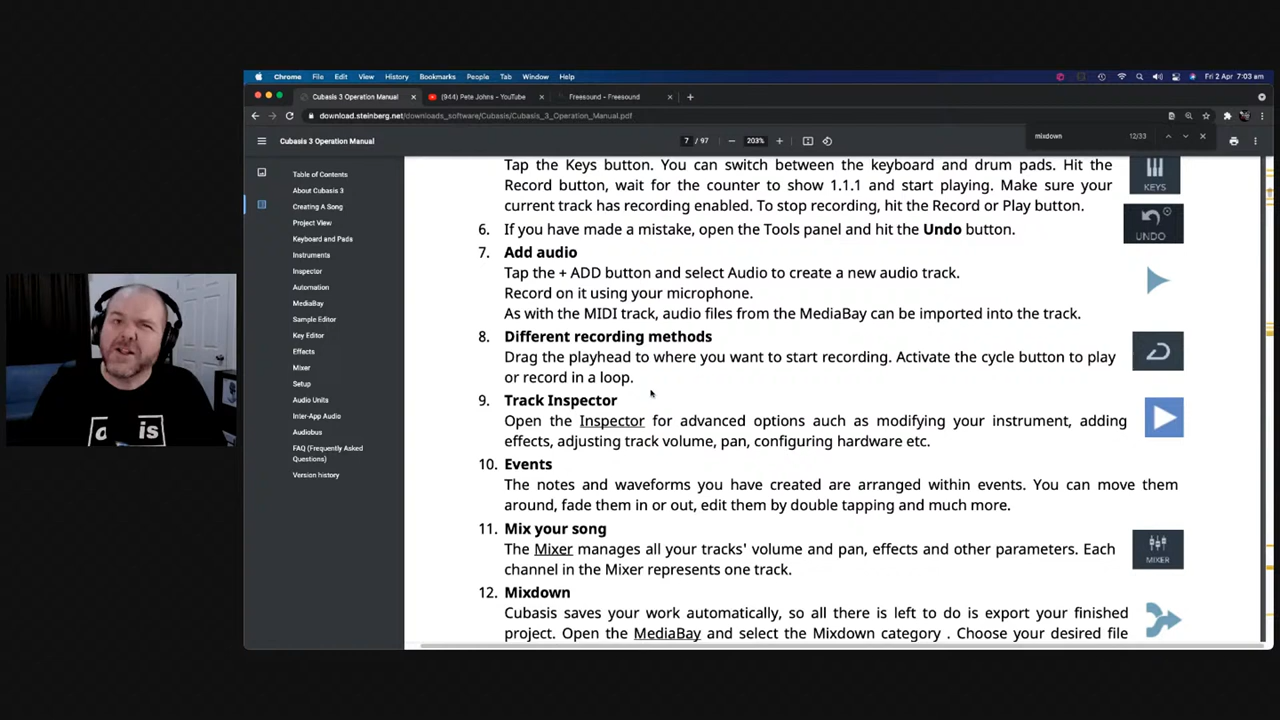 Chrome File Edit View History Bookmarks People Tab Window Help Fri 2 Apr 7:03 am
Cubasis 3 Operation Manual
(944) Pete Johns - YouTube
Freesound - Freesound
download.steinberg.net/downloads_software/Cubasis/Cubasis_3_Operation_Manual.pdf
Cubasis 3 Operation Manual
7 / 97
203%
mixdown 12/33
Table of Contents
About Cubasis 3
Creating A Song
Project View
Keyboard and Pads
Instruments
Inspector
Automation
MediaBay
Sample Editor
Key Editor
Effects
Mixer
Setup
Audio Units
Inter-App Audio
Audiobus
FAQ (Frequently Asked
Questions)
Version history
Tap the Keys button. You can switch between the keyboard and drum pads. Hit the
Record button, wait for the counter to show 1.1.1 and start playing. Make sure your
current track has recording enabled. To stop recording, hit the Record or Play button.
KEYS
6. If you have made a mistake, open the Tools panel and hit the Undo button.
UNDO
7. Add audio
Tap the + ADD button and select Audio to create a new audio track.
Record on it using your microphone.
As with the MIDI track, audio files from the MediaBay can be imported into the track.
8. Different recording methods
Drag the playhead to where you want to start recording. Activate the cycle button to play
or record in a loop.
9. Track Inspector
Open the Inspector for advanced options auch as modifying your instrument, adding
effects, adjusting track volume, pan, configuring hardware etc.
10. Events
The notes and waveforms you have created are arranged within events. You can move them
around, fade them in or out, edit them by double tapping and much more.
11. Mix your song
The Mixer manages all your tracks' volume and pan, effects and other parameters. Each
channel in the Mixer represents one track.
MIXER
12. Mixdown
Cubasis saves your work automatically, so all there is left to do is export your finished
project. Open the MediaBay and select the Mixdown category . Choose your desired file
is